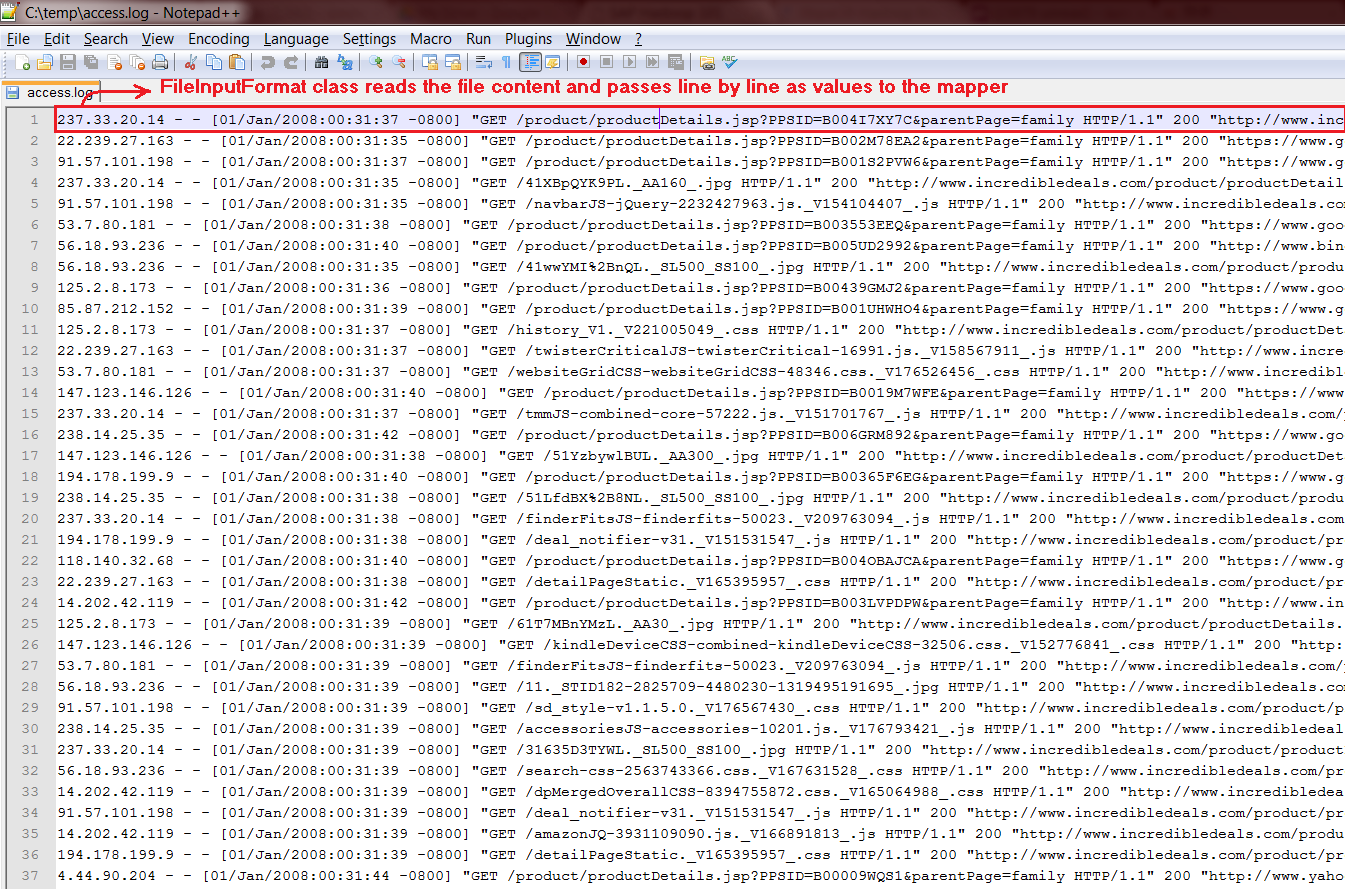 C:\temp\access.log - Notepad++
File Edit Search View Encoding Language Settings Macro Run Plugins Window ?
access.log
FileInputFormat class reads the file content and passes line by line as values to the mapper
1 237.33.20.14 - - [01/Jan/2008:00:31:37 -0800] "GET /product/productDetails.jsp?PPSID=B004I7XY7C&parentPage=family HTTP/1.1" 200 "http://www.inc
2 22.239.27.163 - - [01/Jan/2008:00:31:35 -0800] "GET /product/productDetails.jsp?PPSID=B002M78EA2&parentPage=family HTTP/1.1" 200 "https://www.g
3 91.57.101.198 - - [01/Jan/2008:00:31:37 -0800] "GET /product/productDetails.jsp?PPSID=B001S2PVW6&parentPage=family HTTP/1.1" 200 "https://www.g
4 237.33.20.14 - - [01/Jan/2008:00:31:35 -0800] "GET /41XBpQYK9PL._AA160_.jpg HTTP/1.1" 200 "http://www.incredibledeals.com/product/productDetail
5 91.57.101.198 - - [01/Jan/2008:00:31:35 -0800] "GET /navbarJS-jQuery-2232427963.js._V154104407_.js HTTP/1.1" 200 "http://www.incredibledeals.co
6 53.7.80.181 - - [01/Jan/2008:00:31:38 -0800] "GET /product/productDetails.jsp?PPSID=B003553EEQ&parentPage=family HTTP/1.1" 200 "https://www.goo
7 56.18.93.236 - - [01/Jan/2008:00:31:40 -0800] "GET /product/productDetails.jsp?PPSID=B005UD2992&parentPage=family HTTP/1.1" 200 "http://www.bin
8 56.18.93.236 - - [01/Jan/2008:00:31:35 -0800] "GET /41wwYMI%2BnQL._SL500_SS100_.jpg HTTP/1.1" 200 "http://www.incredibledeals.com/product/produ
9 125.2.8.173 - - [01/Jan/2008:00:31:36 -0800] "GET /product/productDetails.jsp?PPSID=B00439GMJ2&parentPage=family HTTP/1.1" 200 "https://www.goo
10 85.87.212.152 - - [01/Jan/2008:00:31:39 -0800] "GET /product/productDetails.jsp?PPSID=B001UHWHO4&parentPage=family HTTP/1.1" 200 "https://www.g
11 125.2.8.173 - - [01/Jan/2008:00:31:37 -0800] "GET /history_V1._V221005049_.css HTTP/1.1" 200 "http://www.incredibledeals.com/product/productDet
12 22.239.27.163 - - [01/Jan/2008:00:31:37 -0800] "GET /twisterCriticalJS-twisterCritical-16991.js._V158567911_.js HTTP/1.1" 200 "http://www.incre
13 53.7.80.181 - - [01/Jan/2008:00:31:37 -0800] "GET /websiteGridCSS-websiteGridCSS-48346.css._V176526456_.css HTTP/1.1" 200 "http://www.incredibl
14 147.123.146.126 - - [01/Jan/2008:00:31:40 -0800] "GET /product/productDetails.jsp?PPSID=B0019M7WFE&parentPage=family HTTP/1.1" 200 "https://www
15 237.33.20.14 - - [01/Jan/2008:00:31:37 -0800] "GET /tmmJS-combined-core-57222.js._V151701767_.js HTTP/1.1" 200 "http://www.incredibledeals.com/
16 238.14.25.35 - - [01/Jan/2008:00:31:42 -0800] "GET /product/productDetails.jsp?PPSID=B006GRM892&parentPage=family HTTP/1.1" 200 "https://www.go
17 147.123.146.126 - - [01/Jan/2008:00:31:38 -0800] "GET /51YzbywlBUL._AA300_.jpg HTTP/1.1" 200 "http://www.incredibledeals.com/product/productDet
18 194.178.199.9 - - [01/Jan/2008:00:31:40 -0800] "GET /product/productDetails.jsp?PPSID=B00365F6EG&parentPage=family HTTP/1.1" 200 "https://www.g
19 238.14.25.35 - - [01/Jan/2008:00:31:38 -0800] "GET /51LfdBX%2B8NL._SL500_SS100_.jpg HTTP/1.1" 200 "http://www.incredibledeals.com/product/produ
20 237.33.20.14 - - [01/Jan/2008:00:31:38 -0800] "GET /finderFitsJS-finderfits-50023._V209763094_.js HTTP/1.1" 200 "http://www.incredibledeals.com
21 194.178.199.9 - - [01/Jan/2008:00:31:38 -0800] "GET /deal_notifier-v31._V151531547_.js HTTP/1.1" 200 "http://www.incredibledeals.com/product/pr
22 118.140.32.68 - - [01/Jan/2008:00:31:40 -0800] "GET /product/productDetails.jsp?PPSID=B004OBAJCA&parentPage=family HTTP/1.1" 200 "https://www.g
23 22.239.27.163 - - [01/Jan/2008:00:31:38 -0800] "GET /detailPageStatic._V165395957_.css HTTP/1.1" 200 "http://www.incredibledeals.com/product/pr
24 14.202.42.119 - - [01/Jan/2008:00:31:42 -0800] "GET /product/productDetails.jsp?PPSID=B003LVPDPW&parentPage=family HTTP/1.1" 200 "http://www.in
25 125.2.8.173 - - [01/Jan/2008:00:31:39 -0800] "GET /61T7MBnYMzL._AA30_.jpg HTTP/1.1" 200 "http://www.incredibledeals.com/product/productDetails.
26 147.123.146.126 - - [01/Jan/2008:00:31:39 -0800] "GET /kindleDeviceCSS-combined-kindleDeviceCSS-32506.css._V152776841_.css HTTP/1.1" 200 "http:
27 53.7.80.181 - - [01/Jan/2008:00:31:39 -0800] "GET /finderFitsJS-finderfits-50023._V209763094_.js HTTP/1.1" 200 "http://www.incredibledeals.com/
28 56.18.93.236 - - [01/Jan/2008:00:31:39 -0800] "GET /11._STID182-2825709-4480230-1319495191695_.jpg HTTP/1.1" 200 "http://www.incredibledeals.co
29 91.57.101.198 - - [01/Jan/2008:00:31:39 -0800] "GET /sd_style-v1.1.5.0._V176567430_.css HTTP/1.1" 200 "http://www.incredibledeals.com/product/p
30 238.14.25.35 - - [01/Jan/2008:00:31:39 -0800] "GET /accessoriesJS-accessories-10201.js._V176793421_.js HTTP/1.1" 200 "http://www.incredibledeal
31 237.33.20.14 - - [01/Jan/2008:00:31:39 -0800] "GET /31635D3TYWL._SL500_SS100_.jpg HTTP/1.1" 200 "http://www.incredibledeals.com/product/product
32 56.18.93.236 - - [01/Jan/2008:00:31:39 -0800] "GET /search-css-2563743366.css._V167631528_.css HTTP/1.1" 200 "http://www.incredibledeals.com/pr
33 14.202.42.119 - - [01/Jan/2008:00:31:39 -0800] "GET /dpMergedOverallCSS-8394755872.css._V165064988_.css HTTP/1.1" 200 "http://www.incredibledea
34 91.57.101.198 - - [01/Jan/2008:00:31:39 -0800] "GET /deal_notifier-v31._V151531547_.js HTTP/1.1" 200 "http://www.incredibledeals.com/product/pr
35 14.202.42.119 - - [01/Jan/2008:00:31:39 -0800] "GET /amazonJQ-3931109090.js._V166891813_.js HTTP/1.1" 200 "http://www.incredibledeals.com/produ
36 194.178.199.9 - - [01/Jan/2008:00:31:39 -0800] "GET /detailPageStatic._V165395957_.css HTTP/1.1" 200 "http://www.incredibledeals.com/product/pr
37 4.44.90.204 - - [01/Jan/2008:00:31:44 -0800] "GET /product/productDetails.jsp?PPSID=B00009WQS1&parentPage=family HTTP/1.1" 200 "http://www.yaho